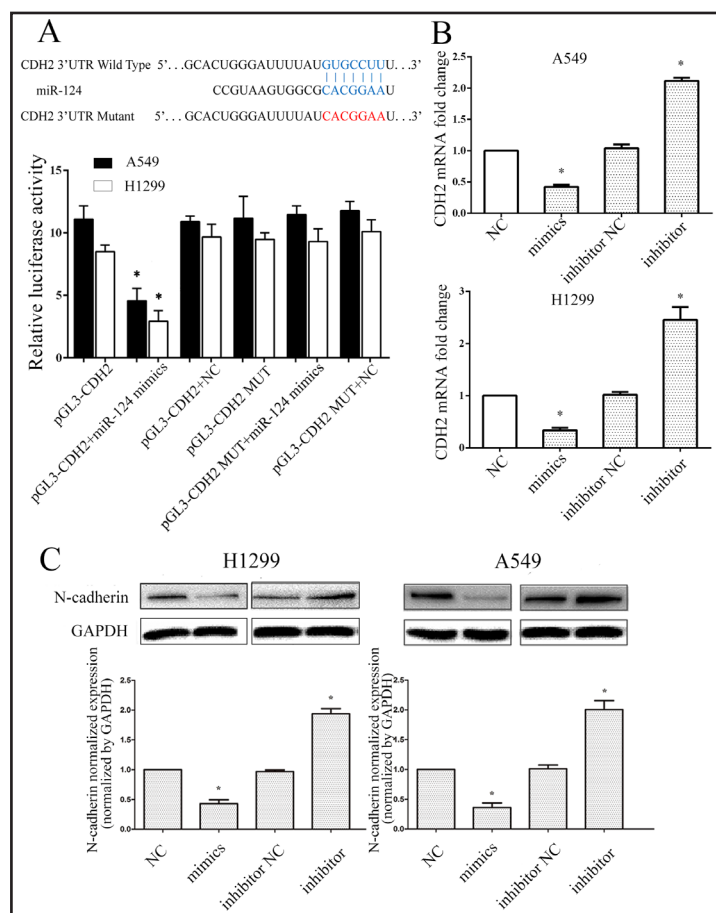 A
CDH2 3'UTR Wild Type 5'. . .GCACUGGGAUUUUAUGUGCCUUU. . .3'
miR-124 CCGUAAGUGGCGCACGGAAU
CDH2 3'UTR Mutant 5'. . .GCACUGGGAUUUUAUCACGGAAU. . .3'
A549
H1299
Relative luciferase activity
15
10
5
0
pGL3-CDH2
pGL3-CDH2+miR-124 mimics
pGL3-CDH2+NC
pGL3-CDH2 MUT
pGL3-CDH2 MUT+miR-124 mimics
pGL3-CDH2 MUT+NC
* *
B
A549
CDH2 mRNA fold change
2.5
2.0
1.5
1.0
0.5
0.0
* *
NC
mimics
inhibitor NC
inhibitor
H1299
CDH2 mRNA fold change
3
2
1
0
* *
NC
mimics
inhibitor NC
inhibitor
C
H1299 A549
N-cadherin
GAPDH
N-cadherin normalized expression
(normalized by GAPDH)
2.5
2.0
1.5
1.0
0.5
0.0
* *
NC
mimics
inhibitor NC
inhibitor
N-cadherin normalized expression
(normalized by GAPDH)
2.5
2.0
1.5
1.0
0.5
0.0
* *
NC
mimics
inhibitor NC
inhibitor